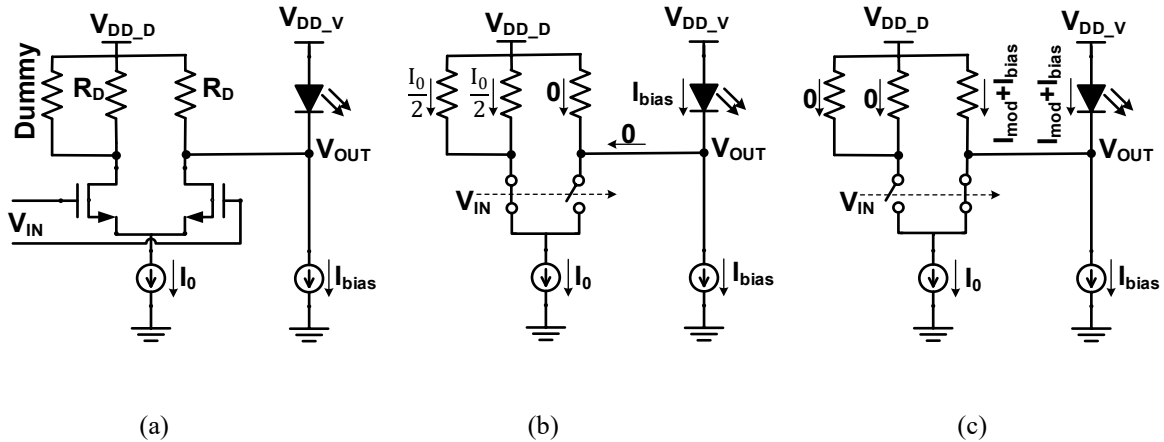 V_DD_D
V_DD_V
Dummy
R_D
R_D
V_OUT
V_IN
I_0
I_bias
(a)
V_DD_D
V_DD_V
I_0/2
I_0/2
0
I_bias
0
V_OUT
V_IN
I_0
I_bias
(b)
V_DD_D
V_DD_V
0
0
I_mod+I_bias
I_mod+I_bias
V_OUT
V_IN
I_0
I_bias
(c)